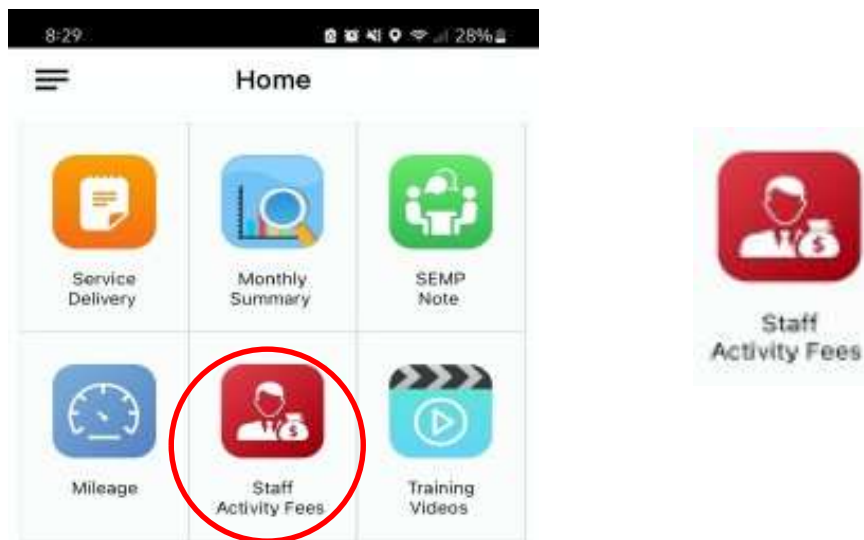 8:29 28%
Home
Service
Delivery
Monthly
Summary
SEMP
Note
Mileage
Staff
Activity Fees
Training
Videos
$
$
Staff
Activity Fees